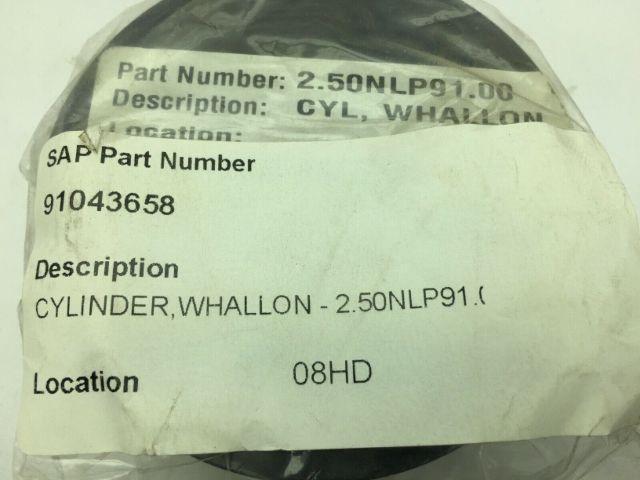 Part Number: 2.50NLP91.00
Description: CYL, WHALLON
Location:
SAP Part Number
91043658
Description
CYLINDER,WHALLON - 2.50NLP91.(
Location 08HD